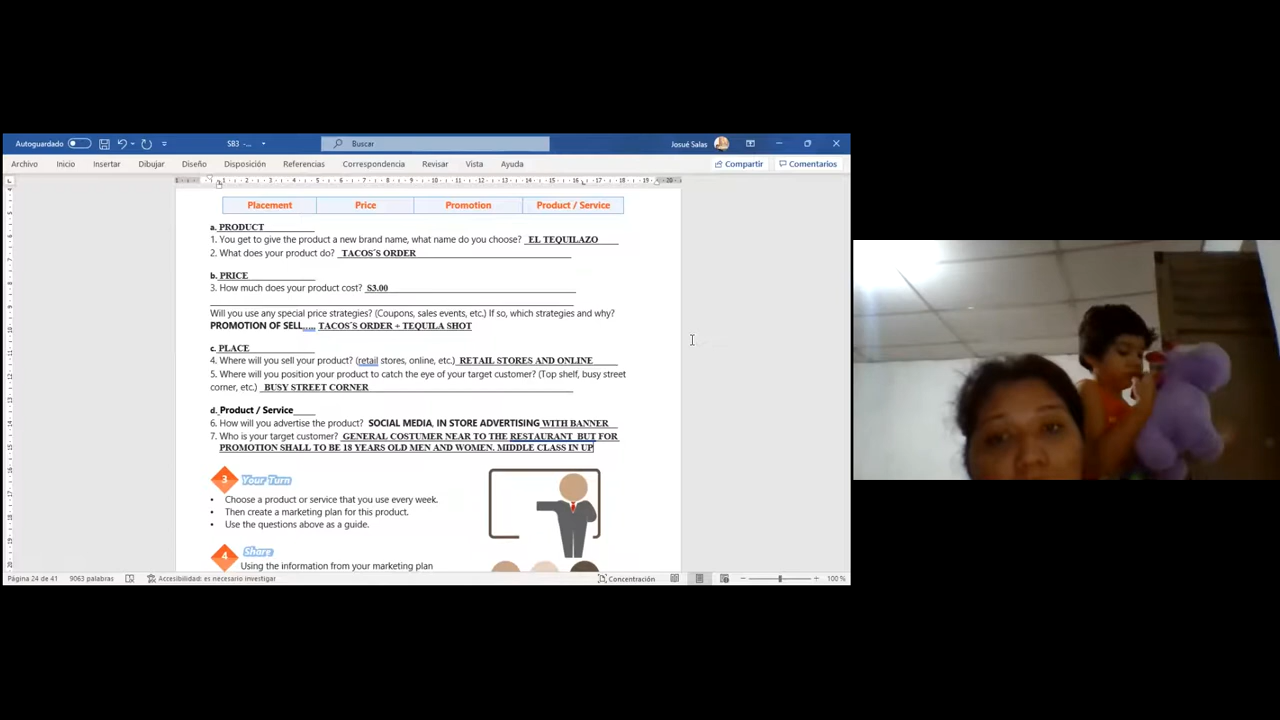 Autoguardado SB3 -... Buscar Josué Salas
Archivo Inicio Insertar Dibujar Diseño Disposición Referencias Correspondencia Revisar Vista Ayuda Compartir Comentarios
Placement Price Promotion Product / Service
a. PRODUCT
1. You get to give the product a new brand name, what name do you choose? EL TEQUILAZO
2. What does your product do? TACOS´S ORDER
b. PRICE
3. How much does your product cost? $3.00
Will you use any special price strategies? (Coupons, sales events, etc.) If so, which strategies and why?
PROMOTION OF SELL..... TACOS´S ORDER + TEQUILA SHOT
c. PLACE
4. Where will you sell your product? (retail stores, online, etc.) RETAIL STORES AND ONLINE
5. Where will you position your product to catch the eye of your target customer? (Top shelf, busy street
corner, etc.) BUSY STREET CORNER
d. Product / Service
6. How will you advertise the product? SOCIAL MEDIA, IN STORE ADVERTISING WITH BANNER
7. Who is your target customer? GENERAL COSTUMER NEAR TO THE RESTAURANT BUT FOR
PROMOTION SHALL TO BE 18 YEARS OLD MEN AND WOMEN. MIDDLE CLASS IN UP
3 Your Turn
• Choose a product or service that you use every week.
• Then create a marketing plan for this product.
• Use the questions above as a guide.
4 Share
Using the information from your marketing plan
Página 24 de 41 9063 palabras Accesibilidad: es necesario investigar Concentración 100 %